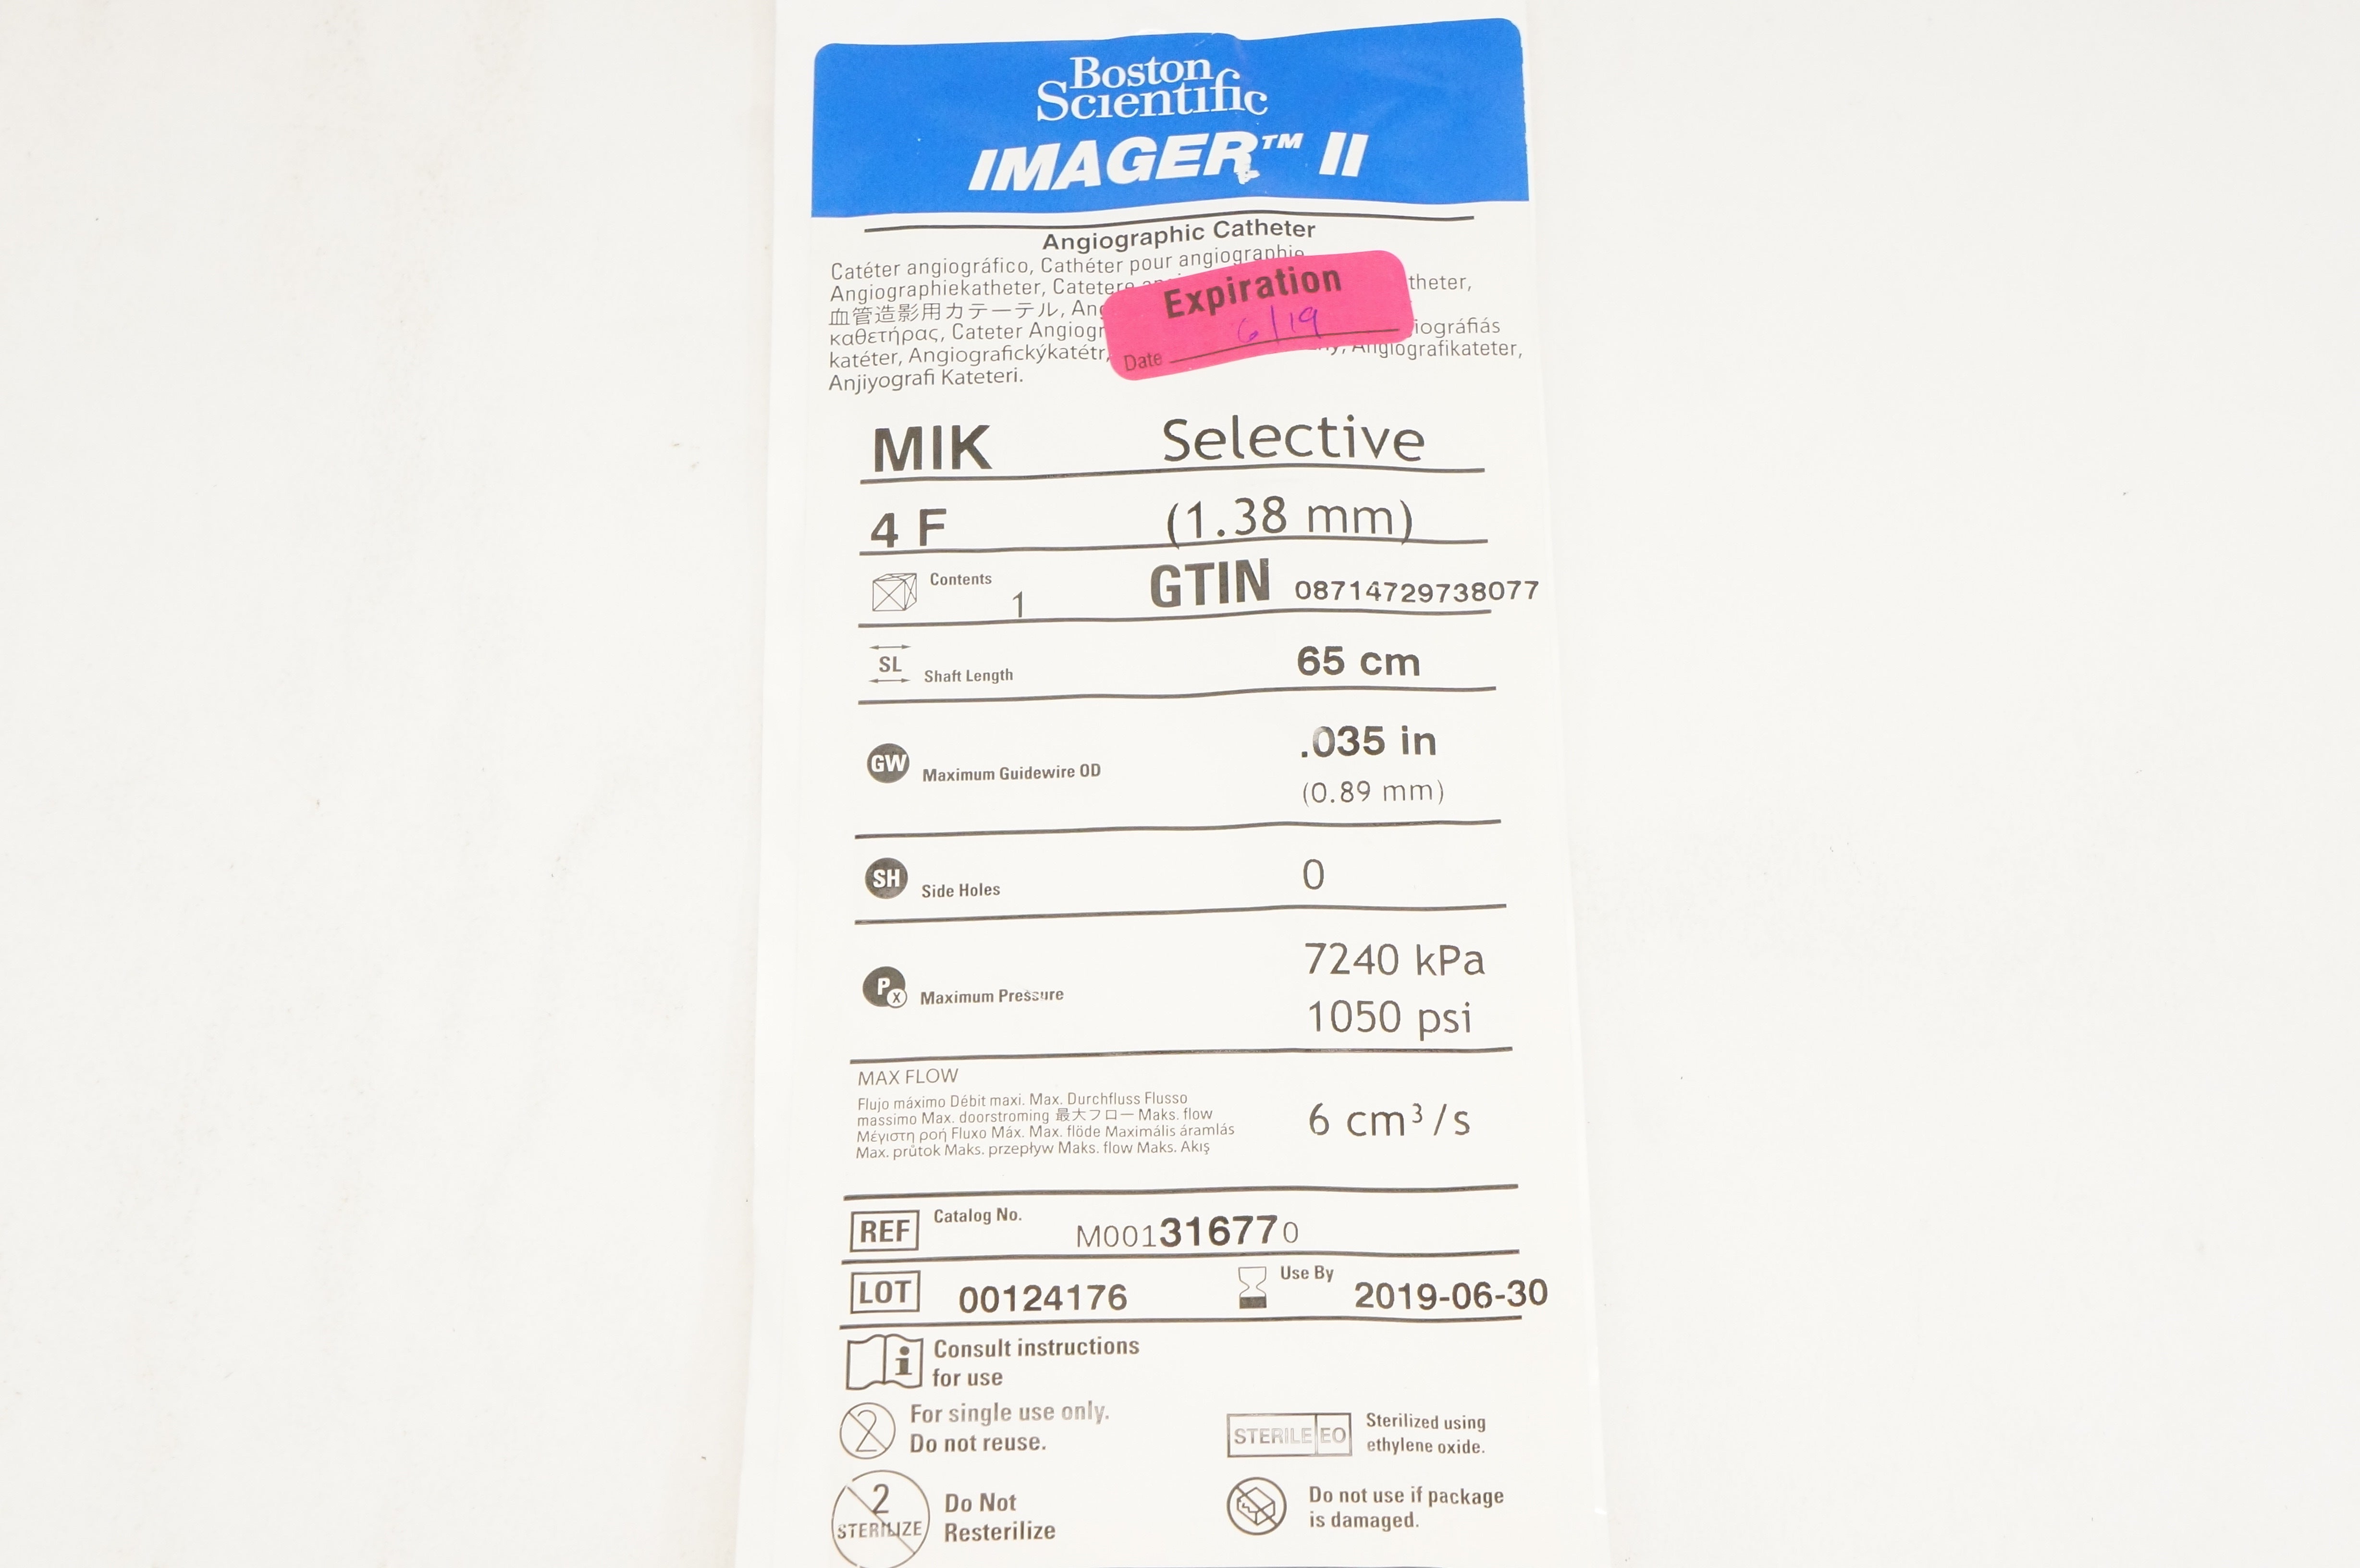 Boston
Scientific
IMAGER™ II
Angiographic Catheter
Catéter angiográfico, Cathéter pour angiographie
Angiographiekatheter, Catetere theter,
血管造影用カテーテル,
καθετήρας, Cateter iográfiás
katéter, Angiografickýkatétr, Angiografikateter,
Anjiyografi Kateteri.
Expiration
6/19
Date
MIK Selective
4 F (1.38 mm)
Contents 1 GTIN 08714729738077
SL Shaft Length 65 cm
GW Maximum Guidewire OD .035 in
(0.89 mm)
SH Side Holes 0
Px Maximum Pressure 7240 kPa
1050 psi
MAX FLOW
Flujo máximo Débit maxi. Max. Durchfluss Flusso
massimo Max. doorstroming 最大フロー Maks. flow
Μέγιστη ροή Fluxo Máx. Max. flöde Maximális áramlás
Max. průtok Maks. przepływ Maks. flow Maks. Akış
6 cm³/s
REF Catalog No. M001316770
LOT 00124176 Use By 2019-06-30
Consult instructions
for use
2 For single use only.
Do not reuse.
STERILE EO Sterilized using
ethylene oxide.
2
STERILIZE
Do Not
Resterilize
Do not use if package
is damaged.